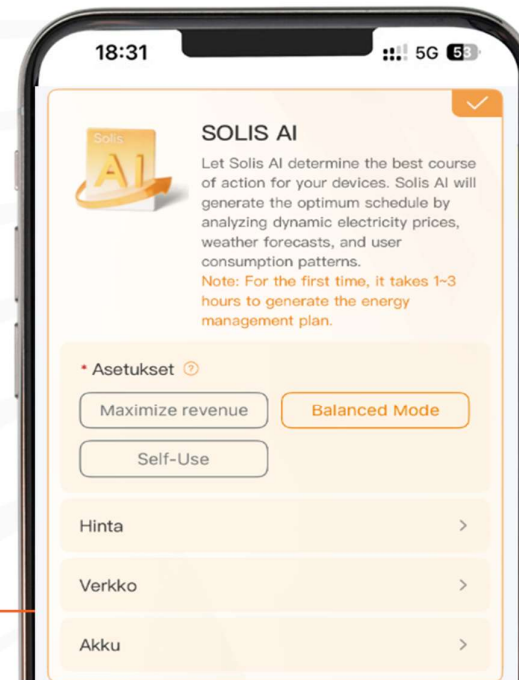 18:31
5G 53
Solis
AI
SOLIS AI
Let Solis AI determine the best course
of action for your devices. Solis AI will
generate the optimum schedule by
analyzing dynamic electricity prices,
weather forecasts, and user
consumption patterns.
Note: For the first time, it takes 1~3
hours to generate the energy
management plan.
* Asetukset ?
Maximize revenue
Balanced Mode
Self-Use
Hinta
Verkko
Akku